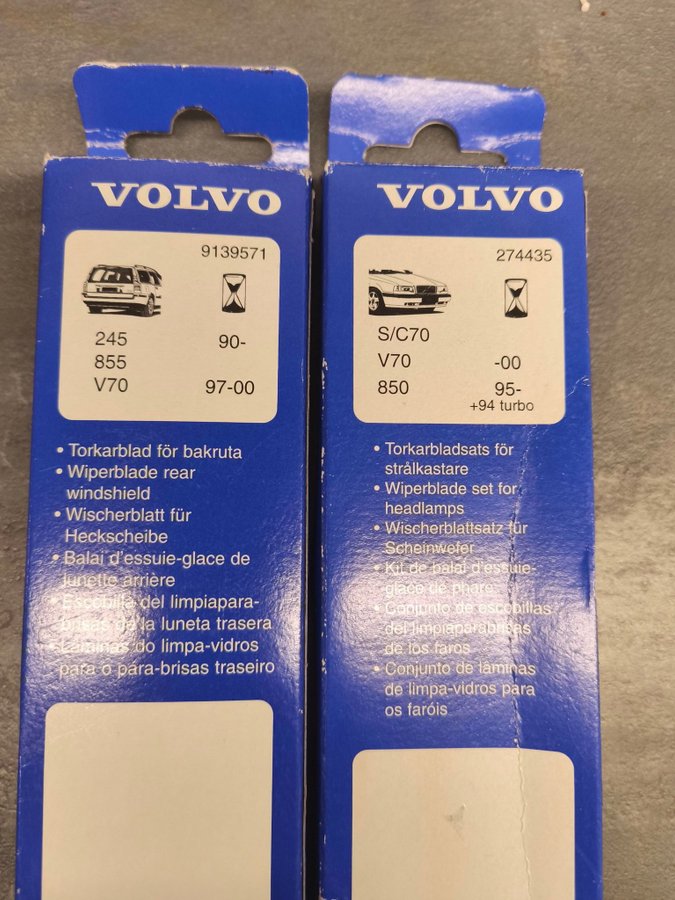 VOLVO
9139571
245 90-
855
V70 97-00
• Torkarblad för bakruta
• Wiperblade rear
windshield
• Wischerblatt für
Heckscheibe
• Balai d'essuie-glace de
lunette arrière
• Escobilla del limpiapara-
brisas de la luneta trasera
• Láminas do limpa-vidros
para o pára-brisas traseiro
VOLVO
274435
S/C70
V70 -00
850 95-
+94 turbo
• Torkarbladsats för
strålkastare
• Wiperblade set for
headlamps
• Wischerblattsatz für
Scheinwefer
• Kit de balai d'essuie-
glace de phare
• Conjunto de escobillas
del limpiaparabrisas
de los faros
• Conjunto de láminas
de limpa-vidros para
os faróis